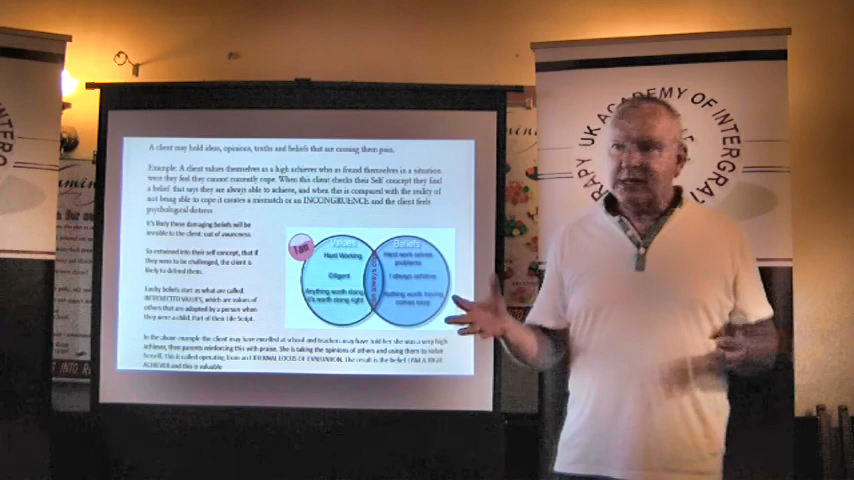 A client may hold ideas, opinions, truths and beliefs that are causing them pain.
Example: A client values themselves as a high achiever who as found themselves in a situation
were they feel they cannot currently cope. When this client checks their Self concept they find
a belief that says they are always able to achieve, and when this is compared with the reality of
not being able to cope it creates a mismatch or an INCONGRUENCE and the client feels
psychological distress
It's likely these damaging beliefs will be
invisible to the client: out of awareness.
So entrained into their self concept, that if
they were to be challenged, the client is
likely to defend them.
Faulty beliefs start as what are called
INTROJECTED VALUES, which are values of
others that are adopted by a person when
they were a child. Part of their Life Script.
I am
Values
Hard Working
Diligent
Anything worth doing
it's worth doing right
always
Beliefs
Hard work solves
problems
I always achieve
Nothing worth having
comes easy
In the above example the client may have excelled at school and teachers may have told her she was a very high
achiever, then parents reinforcing this with praise. She is taking the opinions of others and using them to value
herself. This is called operating from an EXTERNAL LOCUS OF EVALUATION. The result is the belief I AM A HIGH
ACHIEVER and this is valuable
UK ACADEMY OF INTERGRAT
RAPY